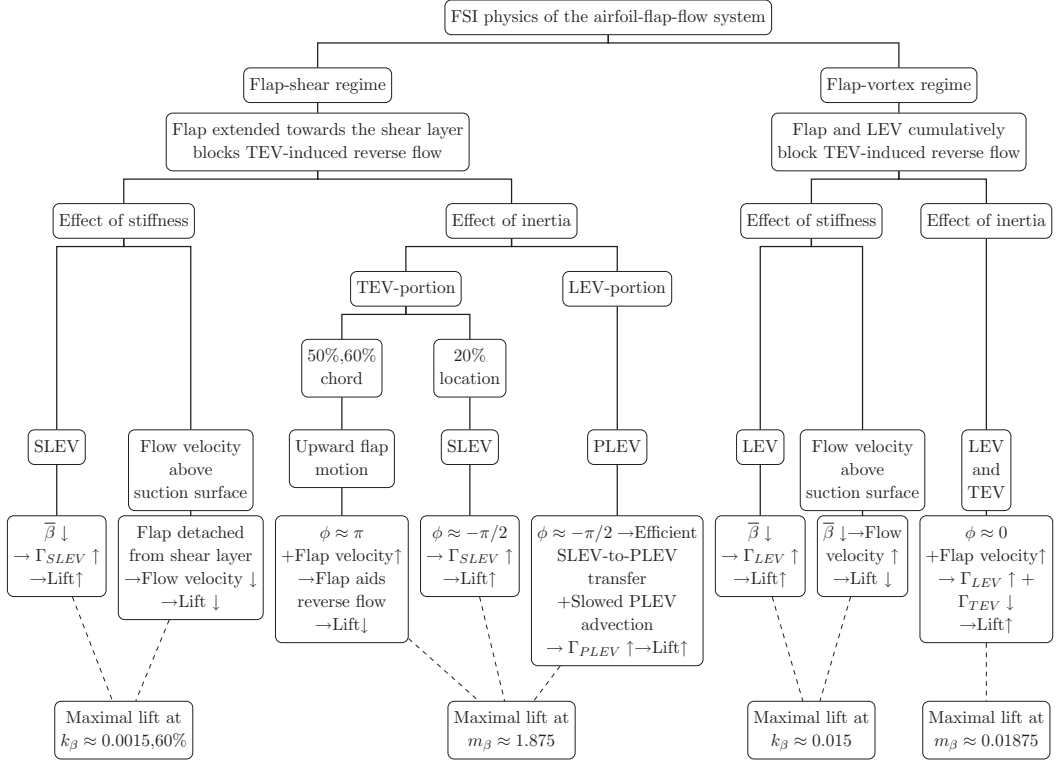 FSI physics of the airfoil-flap-flow system
Flap-shear regime
Flap-vortex regime
Flap extended towards the shear layer
blocks TEV-induced reverse flow
Flap and LEV cumulatively
block TEV-induced reverse flow
Effect of stiffness
Effect of inertia
Effect of stiffness
Effect of inertia
TEV-portion
LEV-portion
50%,60%
chord
20%
location
SLEV
Flow velocity
above
suction surface
Upward flap
motion
SLEV
PLEV
LEV
Flow velocity
above
suction surface
LEV
and
TEV
β̅ ↓
→ Γ_SLEV ↑
→Lift↑
Flap detached
from shear layer
→Flow velocity ↓
→Lift ↓
ϕ ≈ π
+Flap velocity↑
→Flap aids
reverse flow
→Lift↓
ϕ ≈ −π/2
→ Γ_SLEV ↑
→Lift↑
ϕ ≈ −π/2 →Efficient
SLEV-to-PLEV
transfer
+Slowed PLEV
advection
→ Γ_PLEV ↑→Lift↑
β̅ ↓
→ Γ_LEV ↑
→Lift↑
β̅ ↓→Flow
velocity ↑
→Lift ↓
ϕ ≈ 0
+Flap velocity↑
→ Γ_LEV ↑ +
Γ_TEV ↓
→Lift↑
Maximal lift at
k_β ≈ 0.0015,60%
Maximal lift at
m_β ≈ 1.875
Maximal lift at
k_β ≈ 0.015
Maximal lift at
m_β ≈ 0.01875